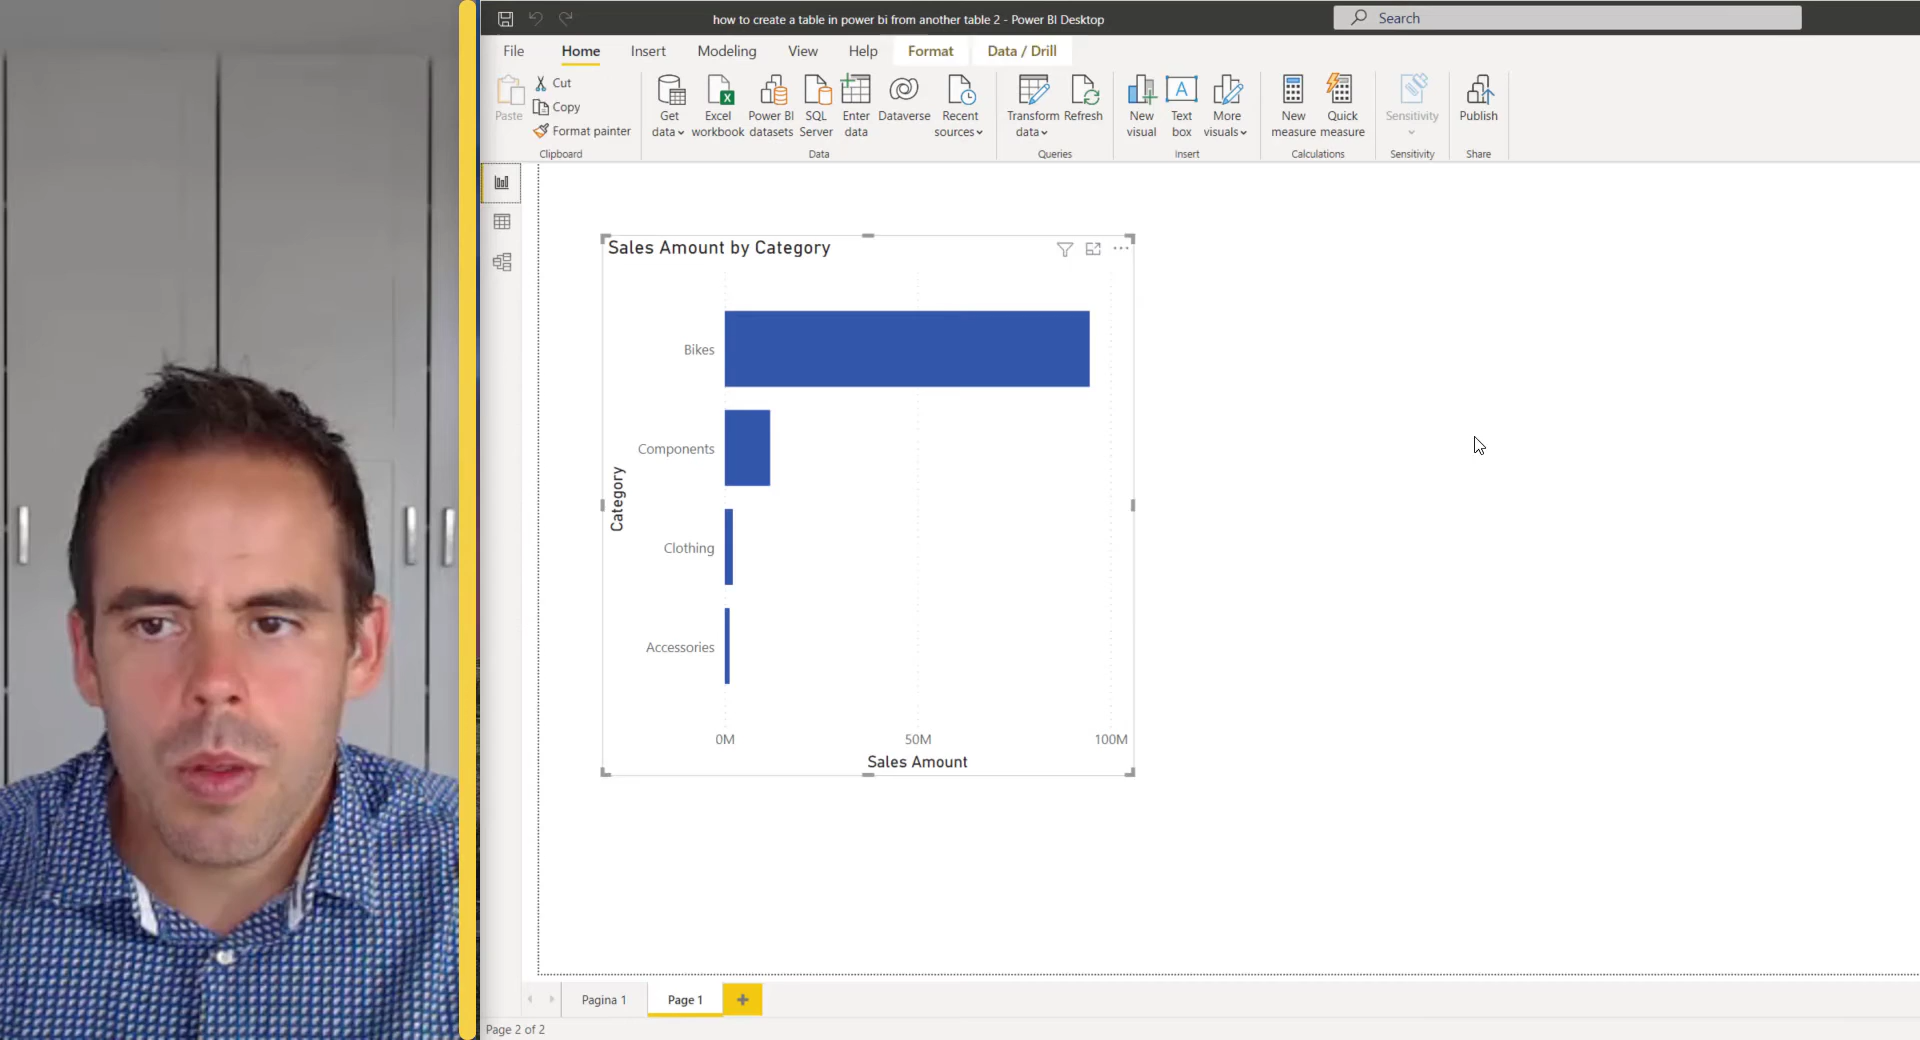 how to create a table in power bi from another table 2 - Power BI Desktop
Search
File Home Insert Modeling View Help Format Data / Drill
Paste
Cut
Copy
Format painter
Clipboard
Get data
Excel workbook
Power BI datasets
SQL Server
Enter data
Dataverse
Recent sources
Data
Transform data
Refresh
Queries
New visual
Text box
More visuals
Insert
New measure
Quick measure
Calculations
Sensitivity
Sensitivity
Publish
Share
Sales Amount by Category
Category
Bikes
Components
Clothing
Accessories
0M 50M 100M
Sales Amount
Pagina 1 Page 1
Page 2 of 2